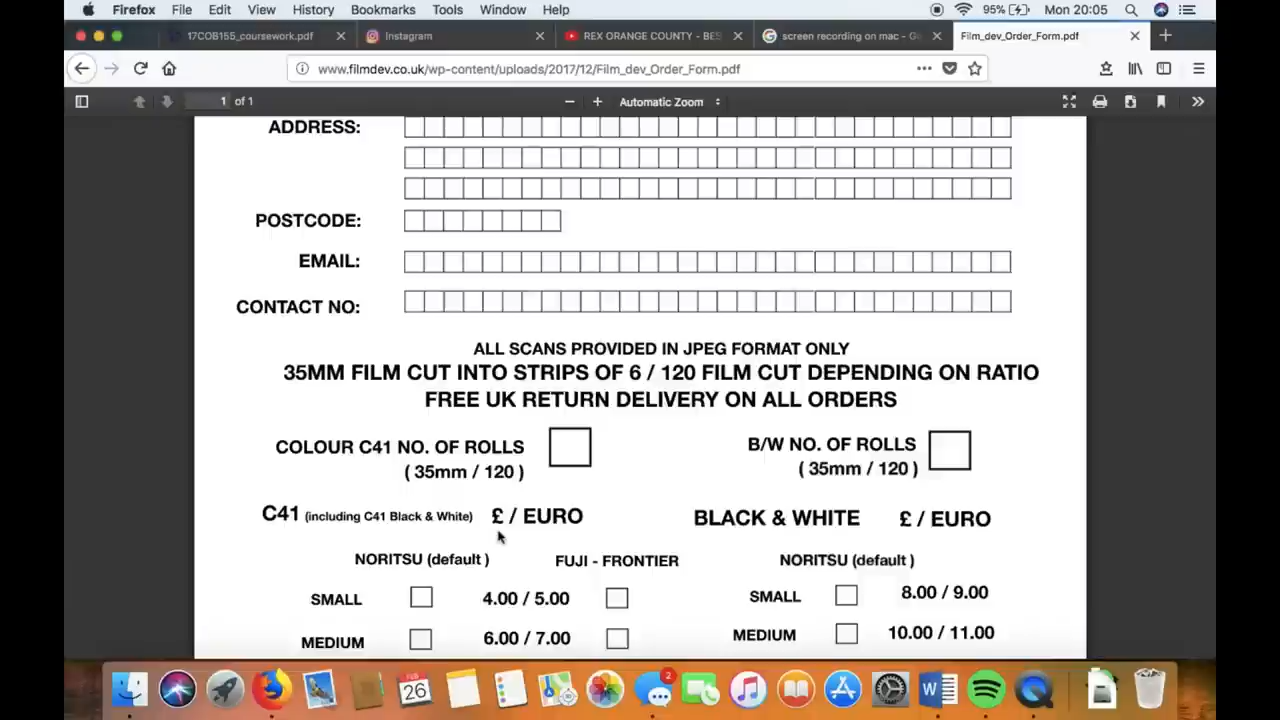 Firefox File Edit View History Bookmarks Tools Window Help 95% Mon 20:05
17COB155_coursework.pdf Instagram REX ORANGE COUNTY - BES screen recording on mac - G Film_dev_Order_Form.pdf
www.filmdev.co.uk/wp-content/uploads/2017/12/Film_dev_Order_Form.pdf
1 of 1 Automatic Zoom
ADDRESS:
POSTCODE:
EMAIL:
CONTACT NO:
ALL SCANS PROVIDED IN JPEG FORMAT ONLY
35MM FILM CUT INTO STRIPS OF 6 / 120 FILM CUT DEPENDING ON RATIO
FREE UK RETURN DELIVERY ON ALL ORDERS
COLOUR C41 NO. OF ROLLS B/W NO. OF ROLLS
( 35mm / 120 ) ( 35mm / 120 )
C41 (including C41 Black & White) £ / EURO BLACK & WHITE £ / EURO
NORITSU (default ) FUJI - FRONTIER NORITSU (default )
SMALL 4.00 / 5.00 SMALL 8.00 / 9.00
MEDIUM 6.00 / 7.00 MEDIUM 10.00 / 11.00
FEB
26
2